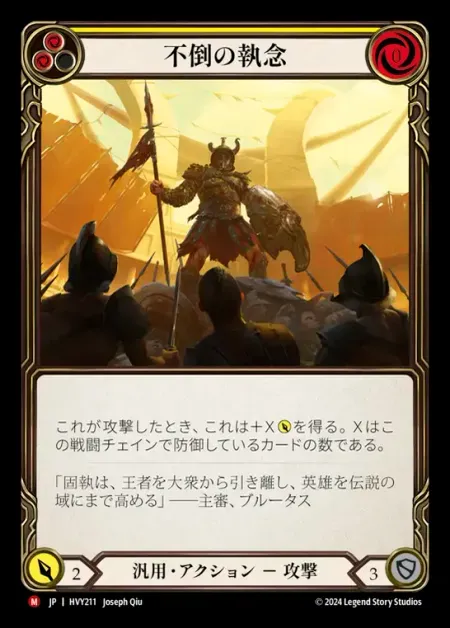 不倒の執念
0
これが攻撃したとき、これは＋Xを得る。Xはこ
の戦闘チェインで防御しているカードの数である。
「固執は、王者を大衆から引き離し、英雄を伝説の
域にまで高める」──主審、ブルータス
2
汎用・アクション － 攻撃
3
M JP | HVY211 Joseph Qiu
© 2024 Legend Story Studios